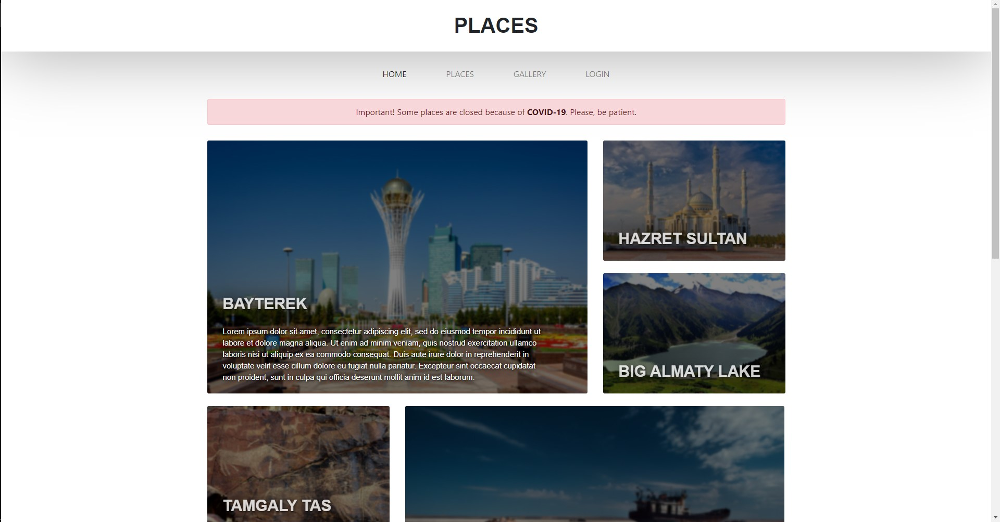 PLACES
HOME PLACES GALLERY LOGIN
Important! Some places are closed because of COVID-19. Please, be patient.
BAYTEREK
Lorem ipsum dolor sit amet, consectetur adipiscing elit, sed do eiusmod tempor incididunt ut
labore et dolore magna aliqua. Ut enim ad minim veniam, quis nostrud exercitation ullamco
laboris nisi ut aliquip ex ea commodo consequat. Duis aute irure dolor in reprehenderit in
voluptate velit esse cillum dolore eu fugiat nulla pariatur. Excepteur sint occaecat cupidatat
non proident, sunt in culpa qui officia deserunt mollit anim id est laborum.
HAZRET SULTAN
BIG ALMATY LAKE
TAMGALY TAS